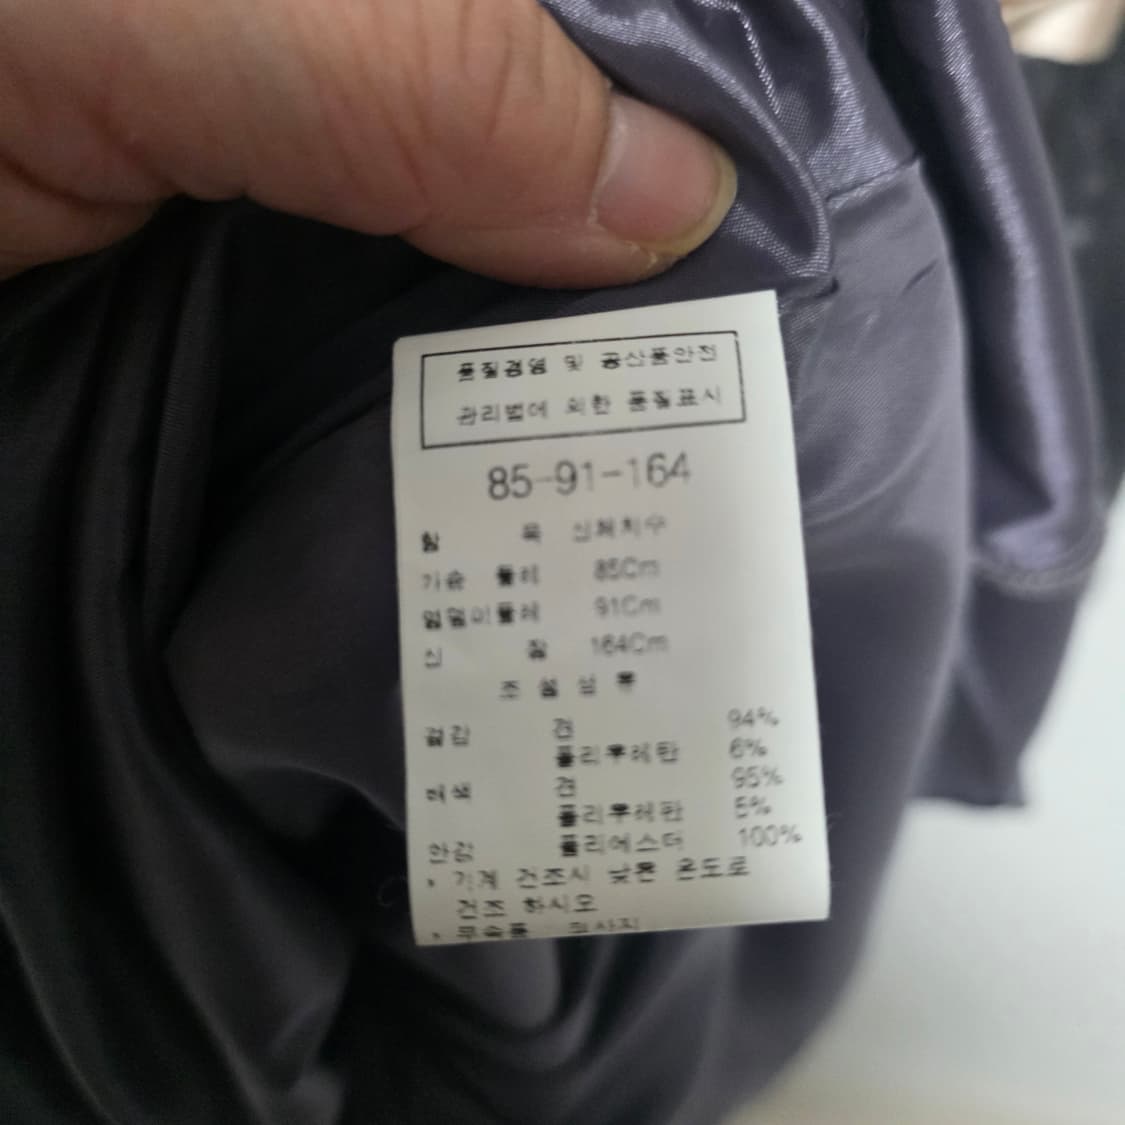 품질경영 및 공산품안전
관리법에 의한 품질표시
85-91-164
항 목 신체치수
가슴 둘레 85Cm
엉덩이둘레 91Cm
신 장 164Cm
조 성 섬 유
겉감 견 94%
폴리우레탄 6%
배색 견 95%
폴리우레탄 5%
안감 폴리에스터 100%
, 기계 건조시 낮은 온도로
건조 하시오